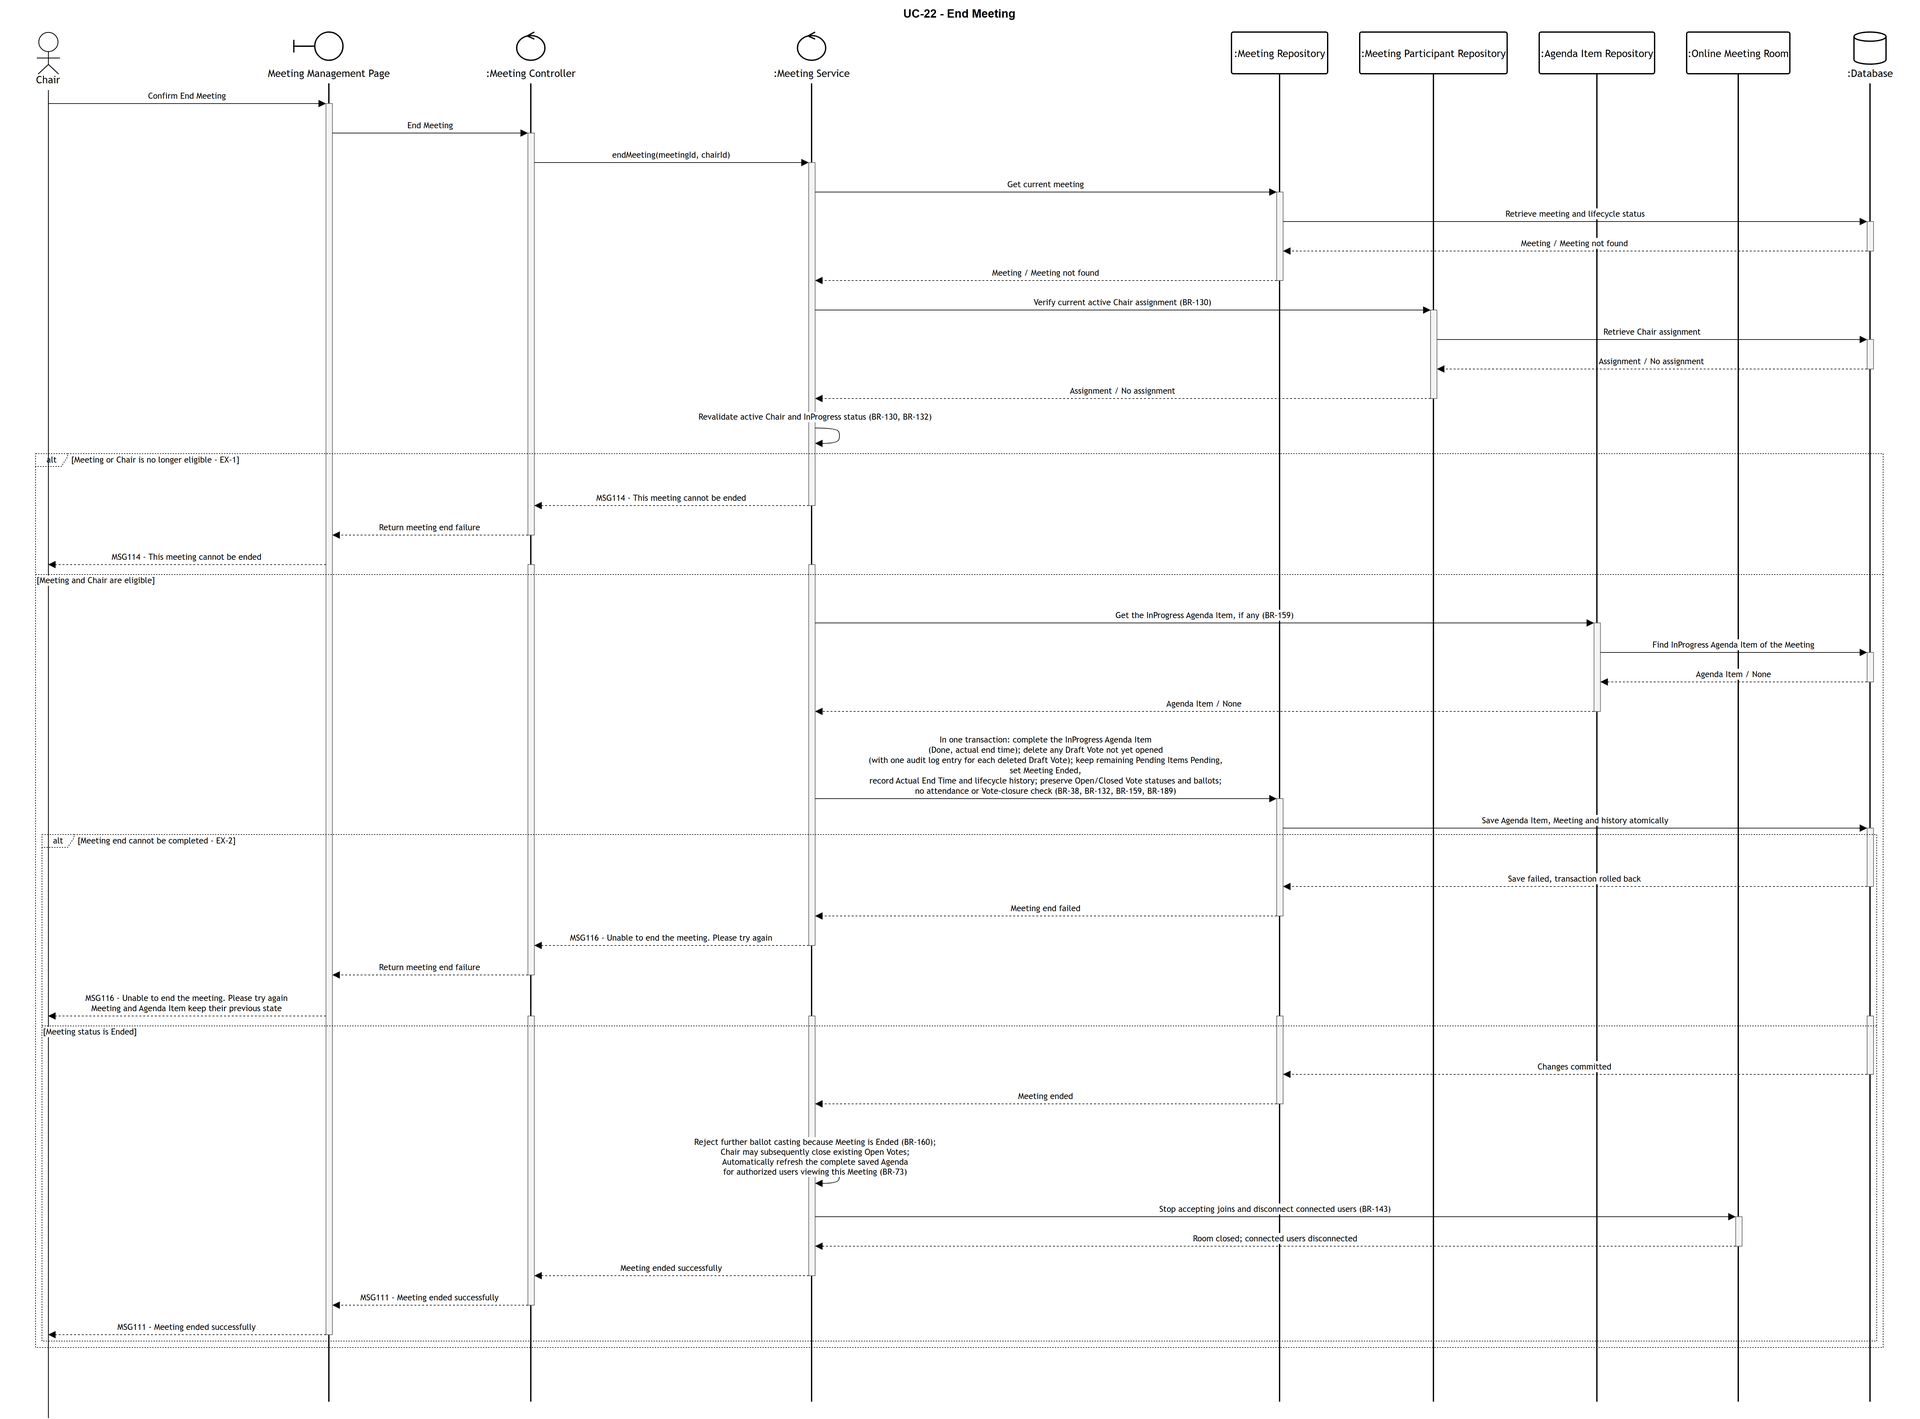 UC-22 - End Meeting
Chair
Meeting Management Page
:Meeting Controller
:Meeting Service
:Meeting Repository
:Meeting Participant Repository
:Agenda Item Repository
:Online Meeting Room
:Database
Confirm End Meeting
End Meeting
endMeeting(meetingId, chairId)
Get current meeting
Retrieve meeting and lifecycle status
Meeting / Meeting not found
Meeting / Meeting not found
Verify current active Chair assignment (BR-130)
Retrieve Chair assignment
Assignment / No assignment
Assignment / No assignment
Revalidate active Chair and InProgress status (BR-130, BR-132)
alt [Meeting or Chair is no longer eligible - EX-1]
MSG114 - This meeting cannot be ended
Return meeting end failure
MSG114 - This meeting cannot be ended
[Meeting and Chair are eligible]
Get the InProgress Agenda Item, if any (BR-159)
Find InProgress Agenda Item of the Meeting
Agenda Item / None
Agenda Item / None
In one transaction: complete the InProgress Agenda Item
(Done, actual end time); delete any Draft Vote not yet opened
(with one audit log entry for each deleted Draft Vote); keep remaining Pending Items Pending,
set Meeting Ended,
record Actual End Time and lifecycle history; preserve Open/Closed Vote statuses and ballots;
no attendance or Vote-closure check (BR-38, BR-132, BR-159, BR-189)
Save Agenda Item, Meeting and history atomically
alt [Meeting end cannot be completed - EX-2]
Save failed, transaction rolled back
Meeting end failed
MSG116 - Unable to end the meeting. Please try again
Return meeting end failure
MSG116 - Unable to end the meeting. Please try again
Meeting and Agenda Item keep their previous state
[Meeting status is Ended]
Changes committed
Meeting ended
Reject further ballot casting because Meeting is Ended (BR-160);
Chair may subsequently close existing Open Votes;
Automatically refresh the complete saved Agenda
for authorized users viewing this Meeting (BR-73)
Stop accepting joins and disconnect connected users (BR-143)
Room closed; connected users disconnected
Meeting ended successfully
MSG111 - Meeting ended successfully
MSG111 - Meeting ended successfully